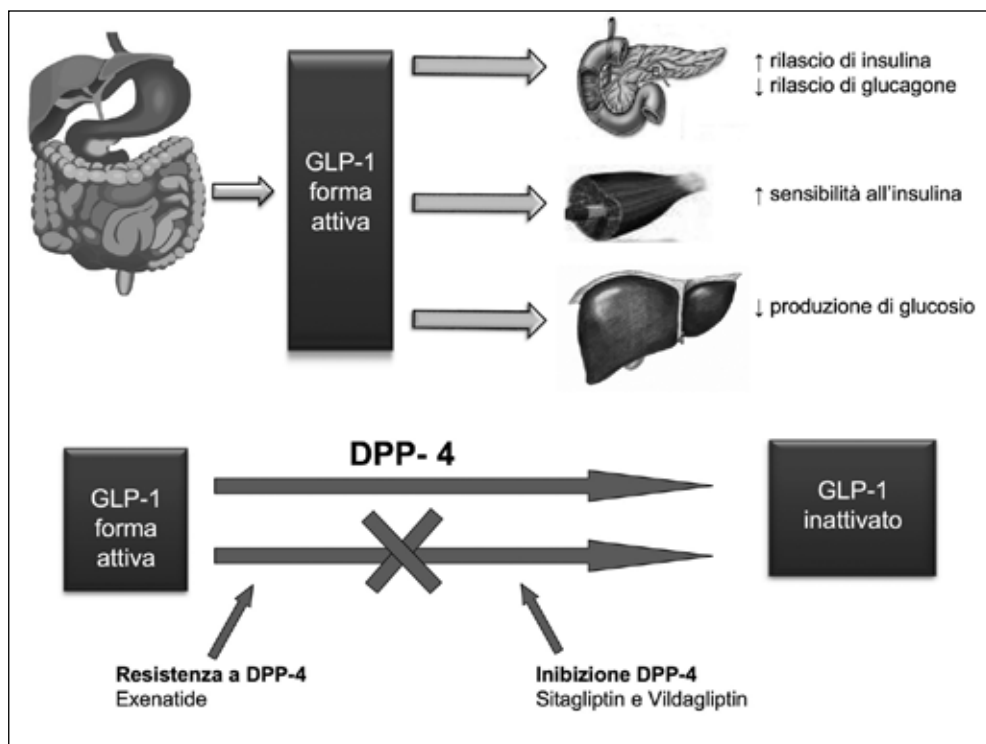 GLP-1
forma
attiva
↑ rilascio di insulina
↓ rilascio di glucagone
↑ sensibilità all'insulina
↓ produzione di glucosio
DPP- 4
GLP-1
forma
attiva
GLP-1
inattivato
Resistenza a DPP-4
Exenatide
Inibizione DPP-4
Sitagliptin e Vildagliptin